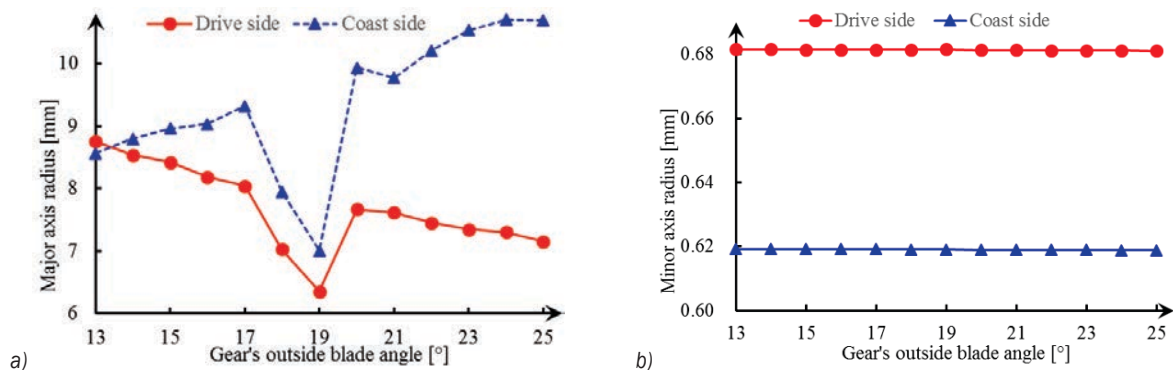 Drive side
Coast side
Major axis radius [mm]
10
9
8
7
6
13
15
17
19
21
23
25
Gear's outside blade angle [°]
a)
Drive side
Coast side
Minor axis radius [mm]
0.68
0.66
0.64
0.62
0.60
13
15
17
19
21
23
25
Gear's outside blade angle [°]
b)